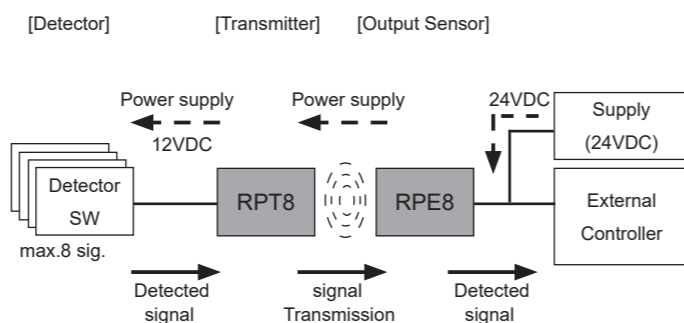 [Detector]
[Transmitter]
[Output Sensor]
Power supply
12VDC
Power supply
24VDC
Supply
(24VDC)
Detector
SW
max.8 sig.
RPT8
RPE8
External
Controller
Detected
signal
signal
Transmission
Detected
signal